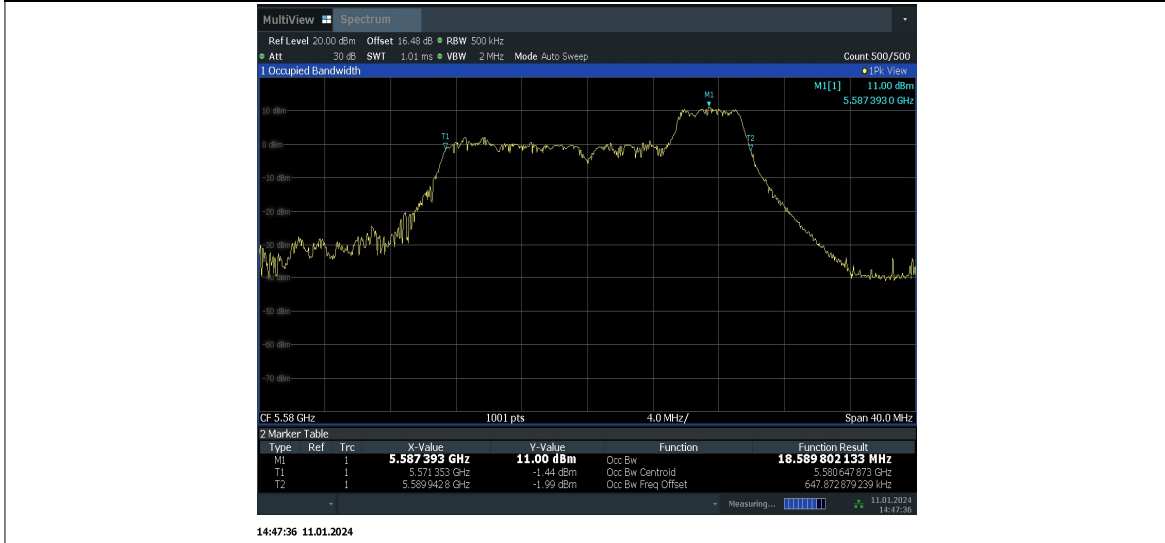 MultiView Spectrum
Ref Level 20.00 dBm Offset 16.48 dB RBW 500 kHz
Att 30 dB SWT 1.01 ms VBW 2 MHz Mode Auto Sweep Count 500/500
1 Occupied Bandwidth 1Pk View
M1[1] 11.00 dBm
5.587 393 0 GHz
M1
10 dBm
T1 T2
0 dBm
-10 dBm
-20 dBm
-30 dBm
-40 dBm
-50 dBm
-60 dBm
-70 dBm
CF 5.58 GHz 1001 pts 4.0 MHz/ Span 40.0 MHz
2 Marker Table
Type Ref Trc X-Value Y-Value Function Function Result
M1 1 5.587 393 GHz 11.00 dBm Occ Bw 18.589 802 133 MHz
T1 1 5.571 353 GHz -1.44 dBm Occ Bw Centroid 5.580 647 873 GHz
T2 1 5.589 942 8 GHz -1.99 dBm Occ Bw Freq Offset 647.872 879 239 kHz
Measuring... 11.01.2024
14:47:36
14:47:36 11.01.2024